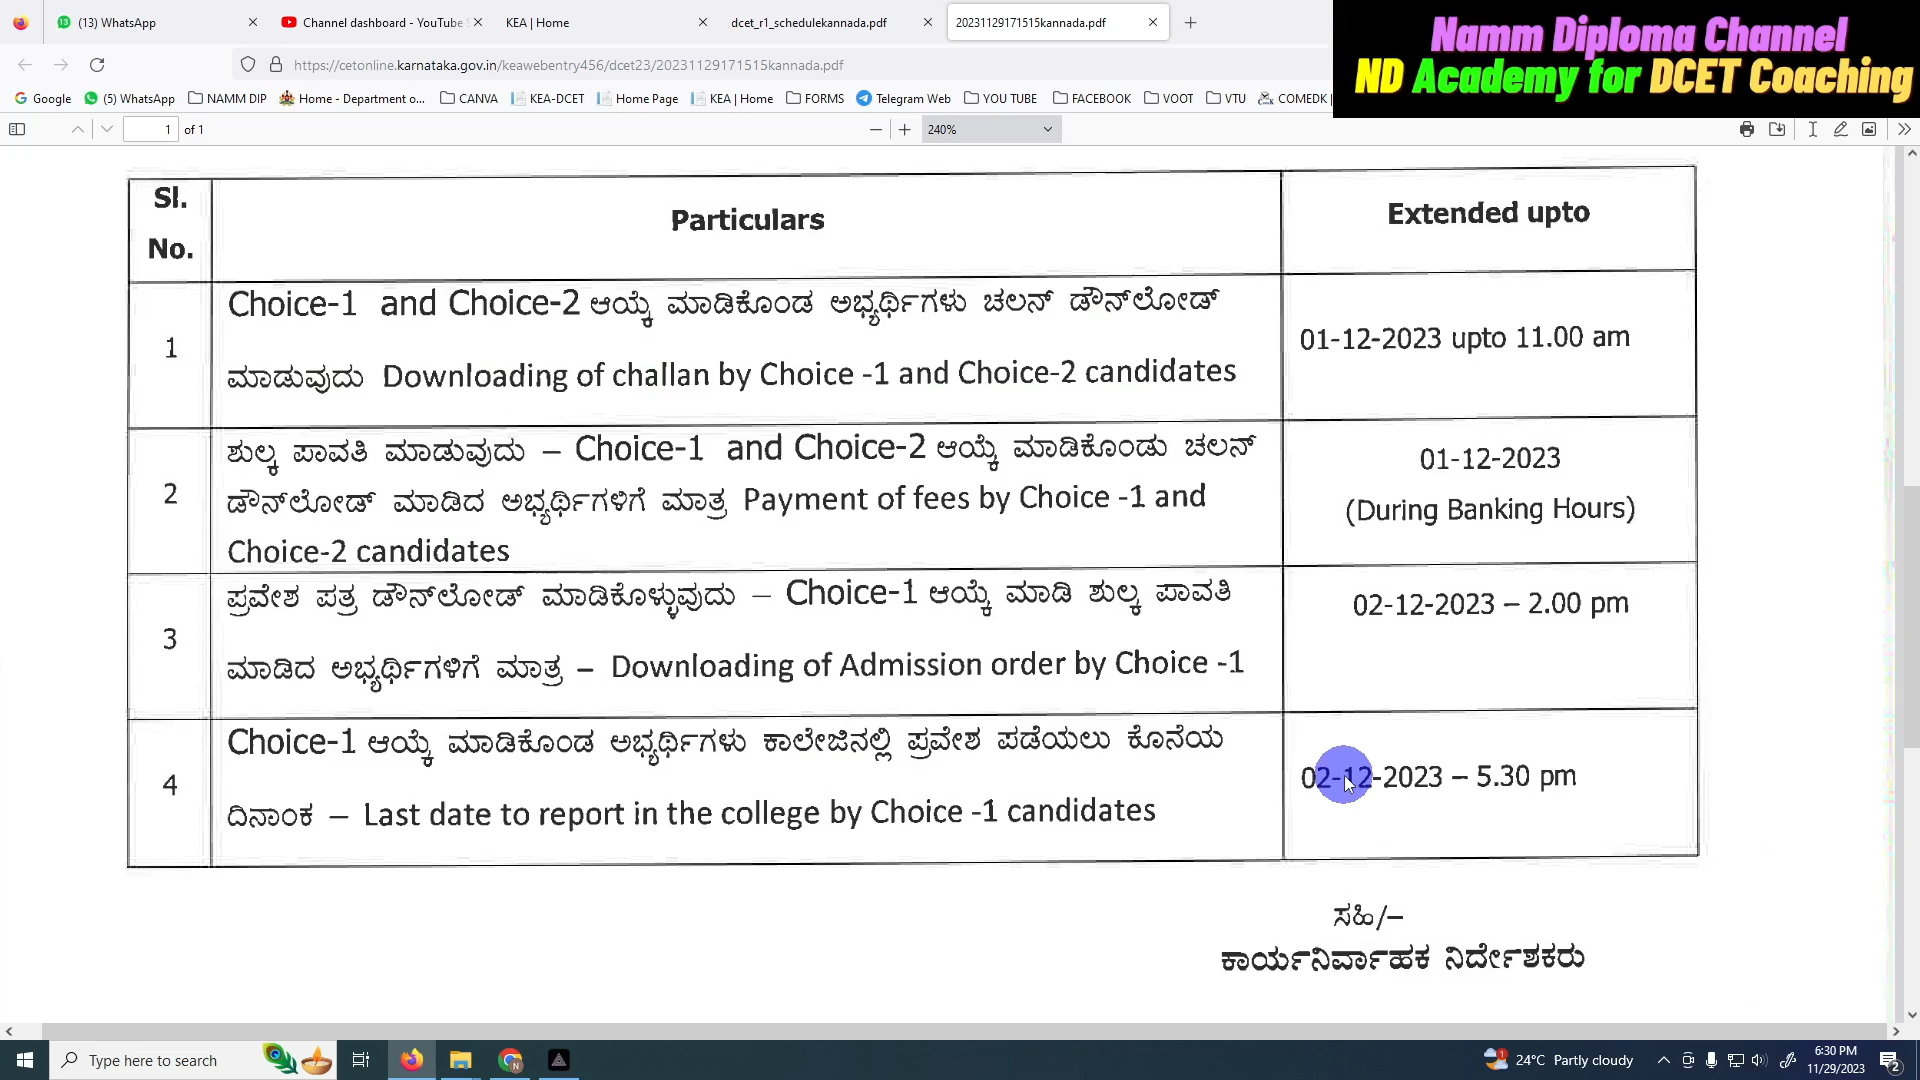 (13) WhatsApp
Channel dashboard - YouTube
KEA | Home
dcet_r1_schedulekannada.pdf
20231129171515kannada.pdf
Namm Diploma Channel
ND Academy for DCET Coaching
https://cetonline.karnataka.gov.in/keawebentry456/dcet23/20231129171515kannada.pdf
Google
(5) WhatsApp
NAMM DIP
Home - Department o...
CANVA
KEA-DCET
Home Page
KEA | Home
FORMS
Telegram Web
YOU TUBE
FACEBOOK
VOOT
VTU
COMEDK |
1 of 1
240%
Sl. No.
Particulars
Extended upto
1
Choice-1 and Choice-2 ಆಯ್ಕೆ ಮಾಡಿಕೊಂಡ ಅಭ್ಯರ್ಥಿಗಳು ಚಲನ್ ಡೌನ್‌ಲೋಡ್
ಮಾಡುವುದು Downloading of challan by Choice -1 and Choice-2 candidates
01-12-2023 upto 11.00 am
2
ಶುಲ್ಕ ಪಾವತಿ ಮಾಡುವುದು – Choice-1 and Choice-2 ಆಯ್ಕೆ ಮಾಡಿಕೊಂಡು ಚಲನ್
ಡೌನ್‌ಲೋಡ್ ಮಾಡಿದ ಅಭ್ಯರ್ಥಿಗಳಿಗೆ ಮಾತ್ರ Payment of fees by Choice -1 and
Choice-2 candidates
01-12-2023
(During Banking Hours)
3
ಪ್ರವೇಶ ಪತ್ರ ಡೌನ್‌ಲೋಡ್ ಮಾಡಿಕೊಳ್ಳುವುದು – Choice-1 ಆಯ್ಕೆ ಮಾಡಿ ಶುಲ್ಕ ಪಾವತಿ
ಮಾಡಿದ ಅಭ್ಯರ್ಥಿಗಳಿಗೆ ಮಾತ್ರ – Downloading of Admission order by Choice -1
02-12-2023 – 2.00 pm
4
Choice-1 ಆಯ್ಕೆ ಮಾಡಿಕೊಂಡ ಅಭ್ಯರ್ಥಿಗಳು ಕಾಲೇಜಿನಲ್ಲಿ ಪ್ರವೇಶ ಪಡೆಯಲು ಕೊನೆಯ
ದಿನಾಂಕ – Last date to report in the college by Choice -1 candidates
02-12-2023 – 5.30 pm
ಸಹಿ/–
ಕಾರ್ಯನಿರ್ವಾಹಕ ನಿರ್ದೇಶಕರು
Type here to search
24°C Partly cloudy
6:30 PM
11/29/2023